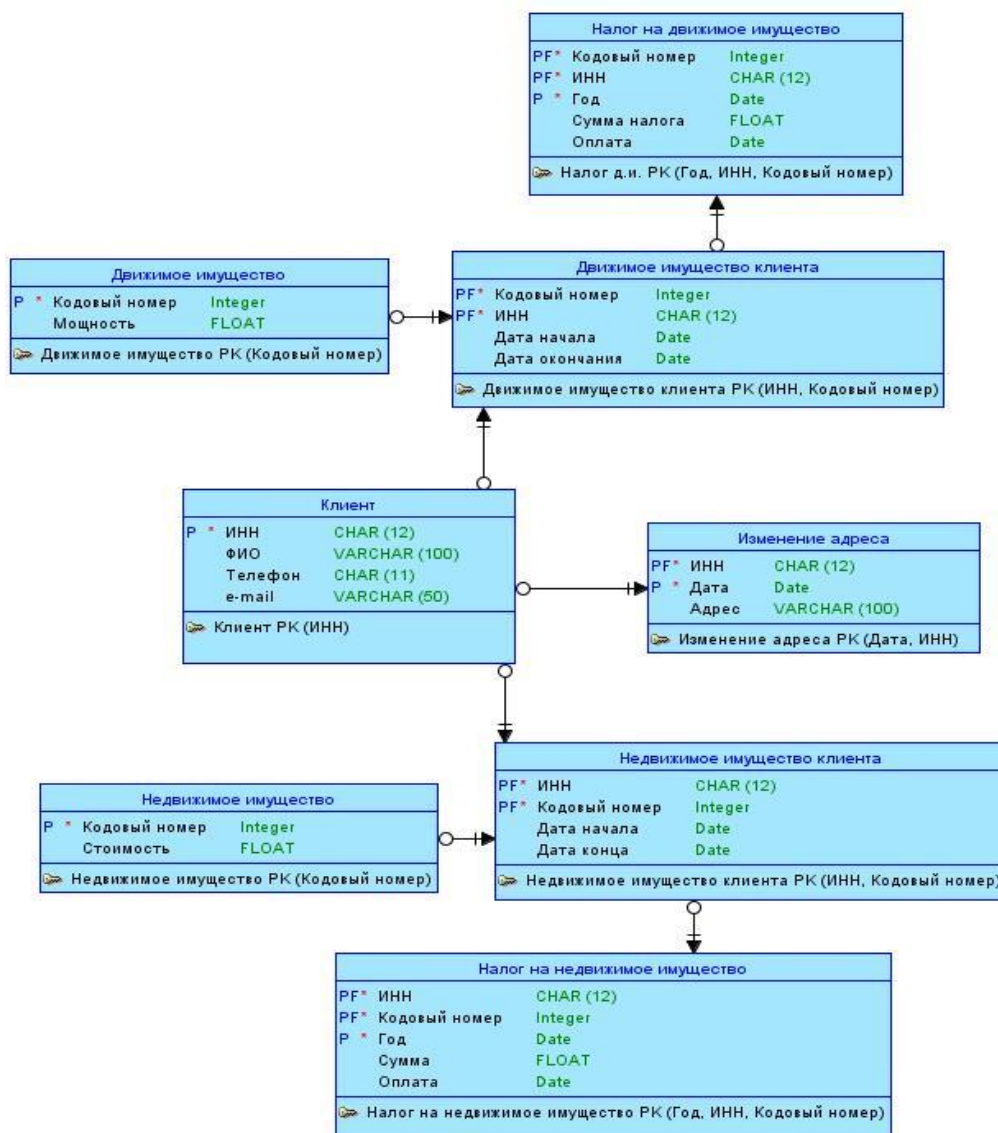 Налог на движимое имущество
PF* Кодовый номер Integer
PF* ИНН CHAR (12)
P * Год Date
Сумма налога FLOAT
Оплата Date
Налог д.и. PK (Год, ИНН, Кодовый номер)
Движимое имущество
P * Кодовый номер Integer
Мощность FLOAT
Движимое имущество PK (Кодовый номер)
Движимое имущество клиента
PF* Кодовый номер Integer
PF* ИНН CHAR (12)
Дата начала Date
Дата окончания Date
Движимое имущество клиента PK (ИНН, Кодовый номер)
Клиент
P * ИНН CHAR (12)
ФИО VARCHAR (100)
Телефон CHAR (11)
e-mail VARCHAR (50)
Клиент PK (ИНН)
Изменение адреса
PF* ИНН CHAR (12)
P * Дата Date
Адрес VARCHAR (100)
Изменение адреса PK (Дата, ИНН)
Недвижимое имущество клиента
PF* ИНН CHAR (12)
PF* Кодовый номер Integer
Дата начала Date
Дата конца Date
Недвижимое имущество клиента PK (ИНН, Кодовый номер)
Недвижимое имущество
P * Кодовый номер Integer
Стоимость FLOAT
Недвижимое имущество PK (Кодовый номер)
Налог на недвижимое имущество
PF* ИНН CHAR (12)
PF* Кодовый номер Integer
P * Год Date
Сумма FLOAT
Оплата Date
Налог на недвижимое имущество PK (Год, ИНН, Кодовый номер)